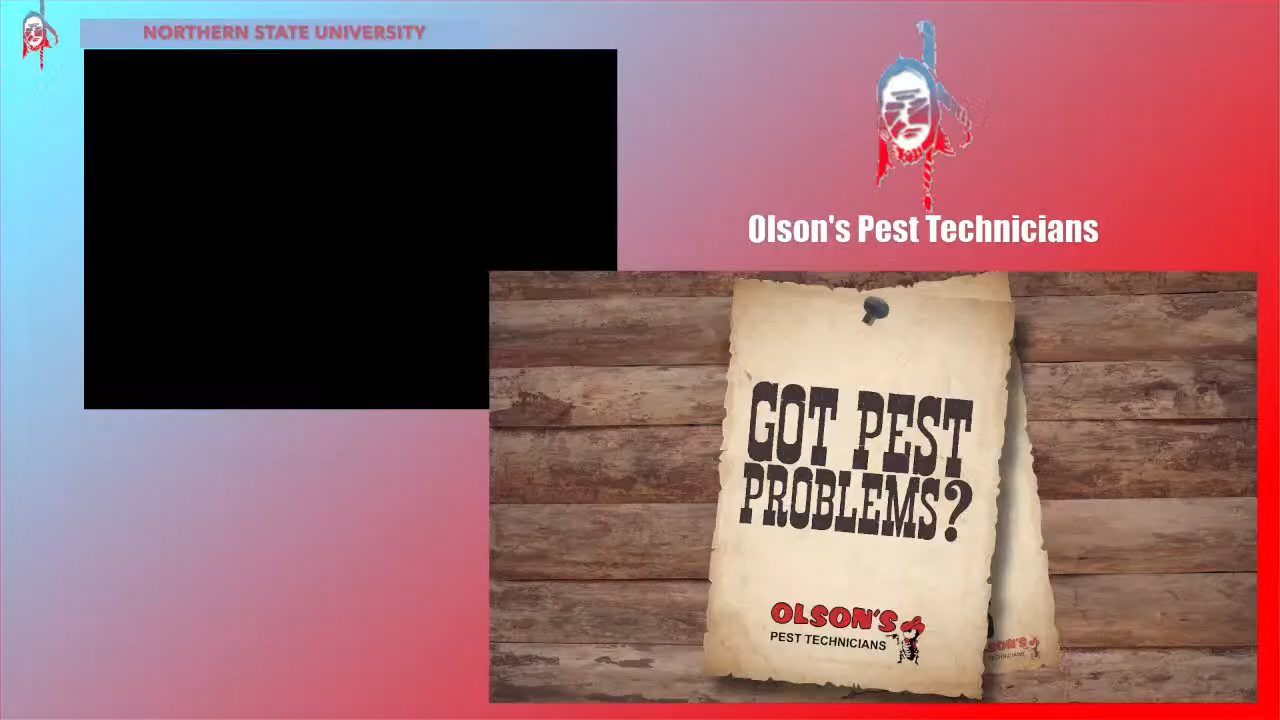 NORTHERN STATE UNIVERSITY
Olson's Pest Technicians
GOT PEST
PROBLEMS?
OLSON'S
PEST TECHNICIANS